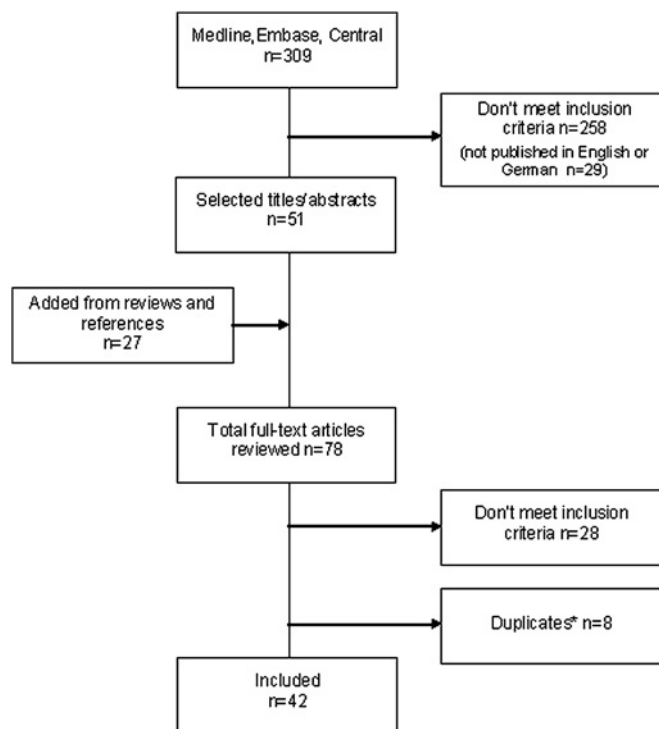 Medline, Embase, Central
n=309
Don't meet inclusion
criteria n=258
(not published in English or
German n=29)
Selected titles/abstracts
n=51
Added from reviews and
references
n=27
Total full-text articles
reviewed n=78
Don't meet inclusion
criteria n=28
Duplicates* n=8
Included
n=42